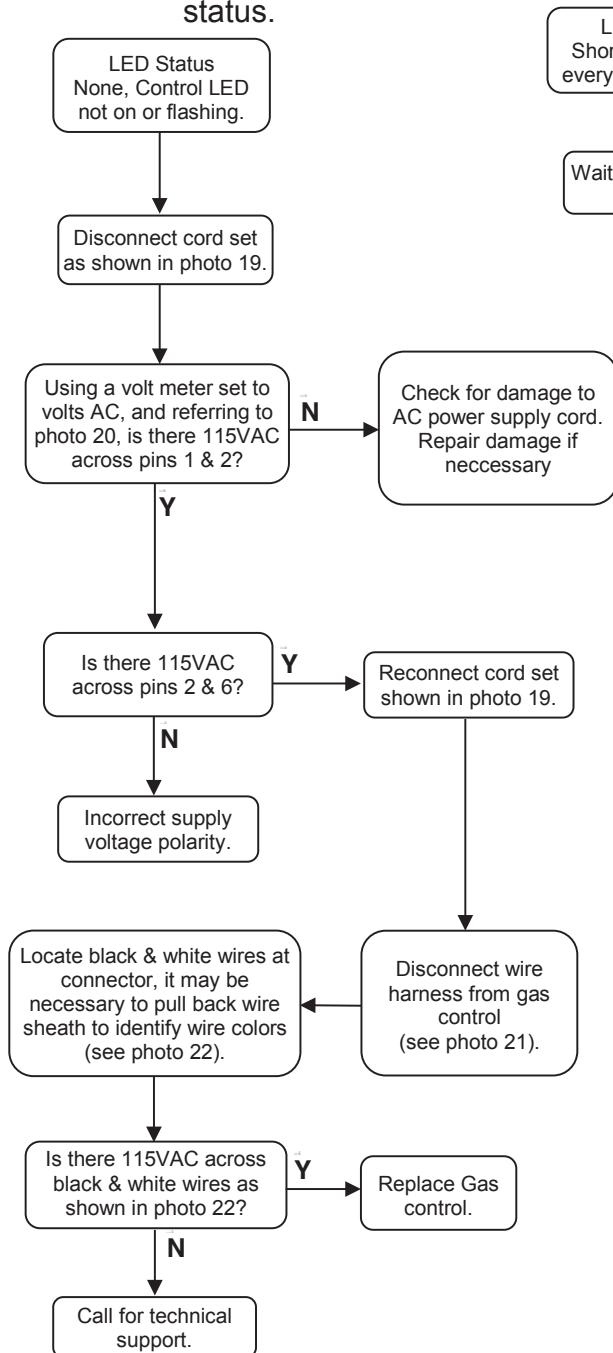 status.
LED Status
None, Control LED
not on or flashing.
L
Shor
every
Wait
Disconnect cord set
as shown in photo 19.
Using a volt meter set to
volts AC, and referring to
photo 20, is there 115VAC
across pins 1 & 2?
N
Check for damage to
AC power supply cord.
Repair damage if
neccessary
Y
Is there 115VAC
across pins 2 & 6?
Y
Reconnect cord set
shown in photo 19.
N
Incorrect supply
voltage polarity.
Locate black & white wires at
connector, it may be
necessary to pull back wire
sheath to identify wire colors
(see photo 22).
Disconnect wire
harness from gas
control
(see photo 21).
Is there 115VAC across
black & white wires as
shown in photo 22?
Y
Replace Gas
control.
N
Call for technical
support.